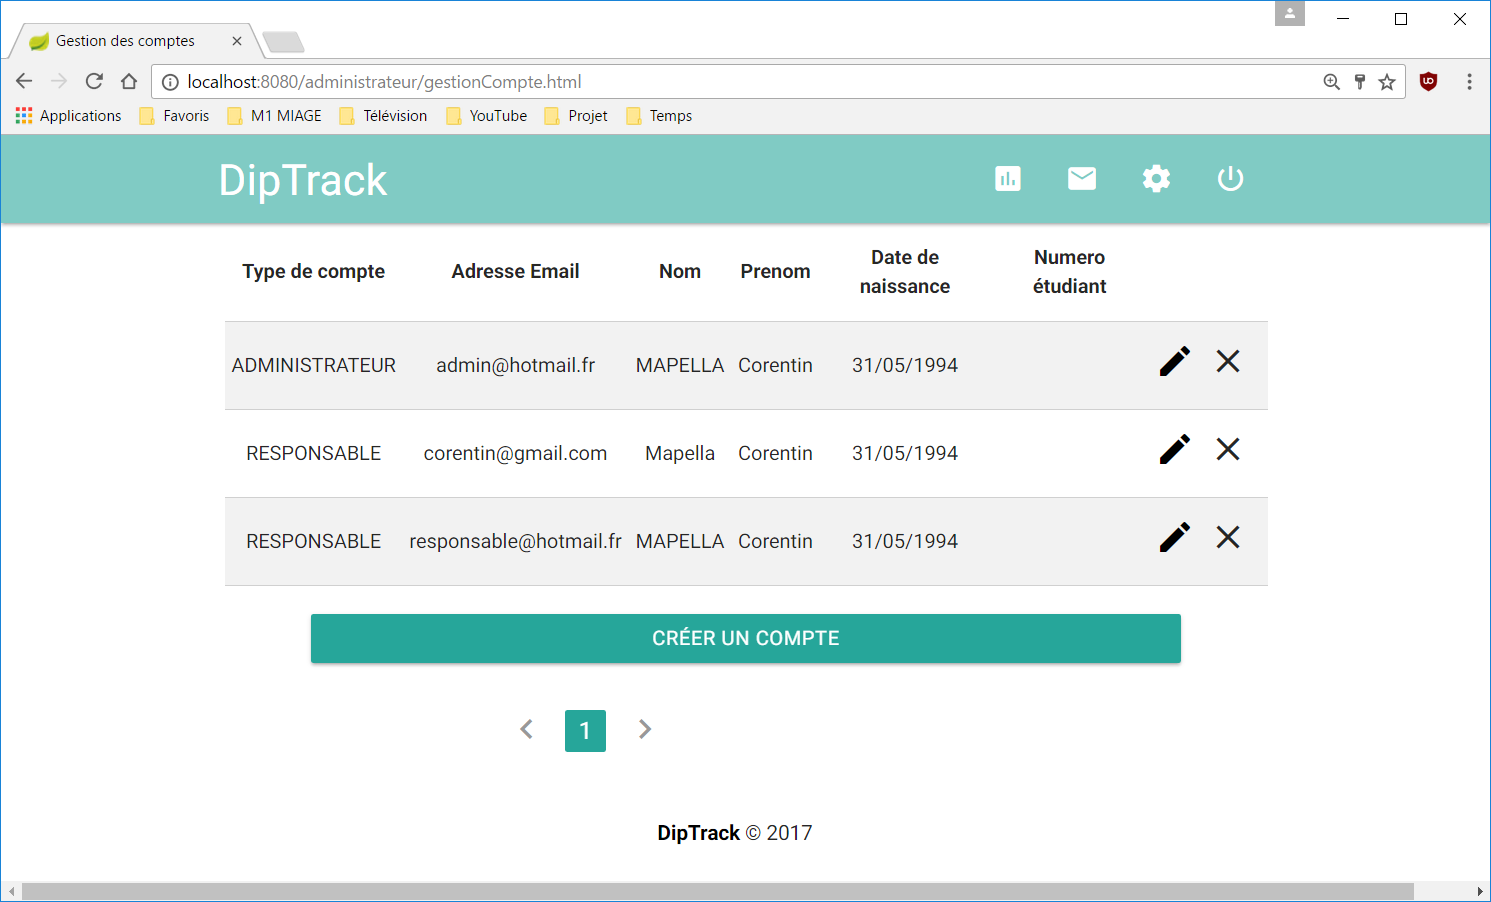 Gestion des comptes
localhost:8080/administrateur/gestionCompte.html
Applications Favoris M1 MIAGE Télévision YouTube Projet Temps
DipTrack
Type de compte Adresse Email Nom Prenom Date de naissance Numero étudiant
ADMINISTRATEUR admin@hotmail.fr MAPELLA Corentin 31/05/1994
RESPONSABLE corentin@gmail.com Mapella Corentin 31/05/1994
RESPONSABLE responsable@hotmail.fr MAPELLA Corentin 31/05/1994
CRÉER UN COMPTE
1
DipTrack © 2017